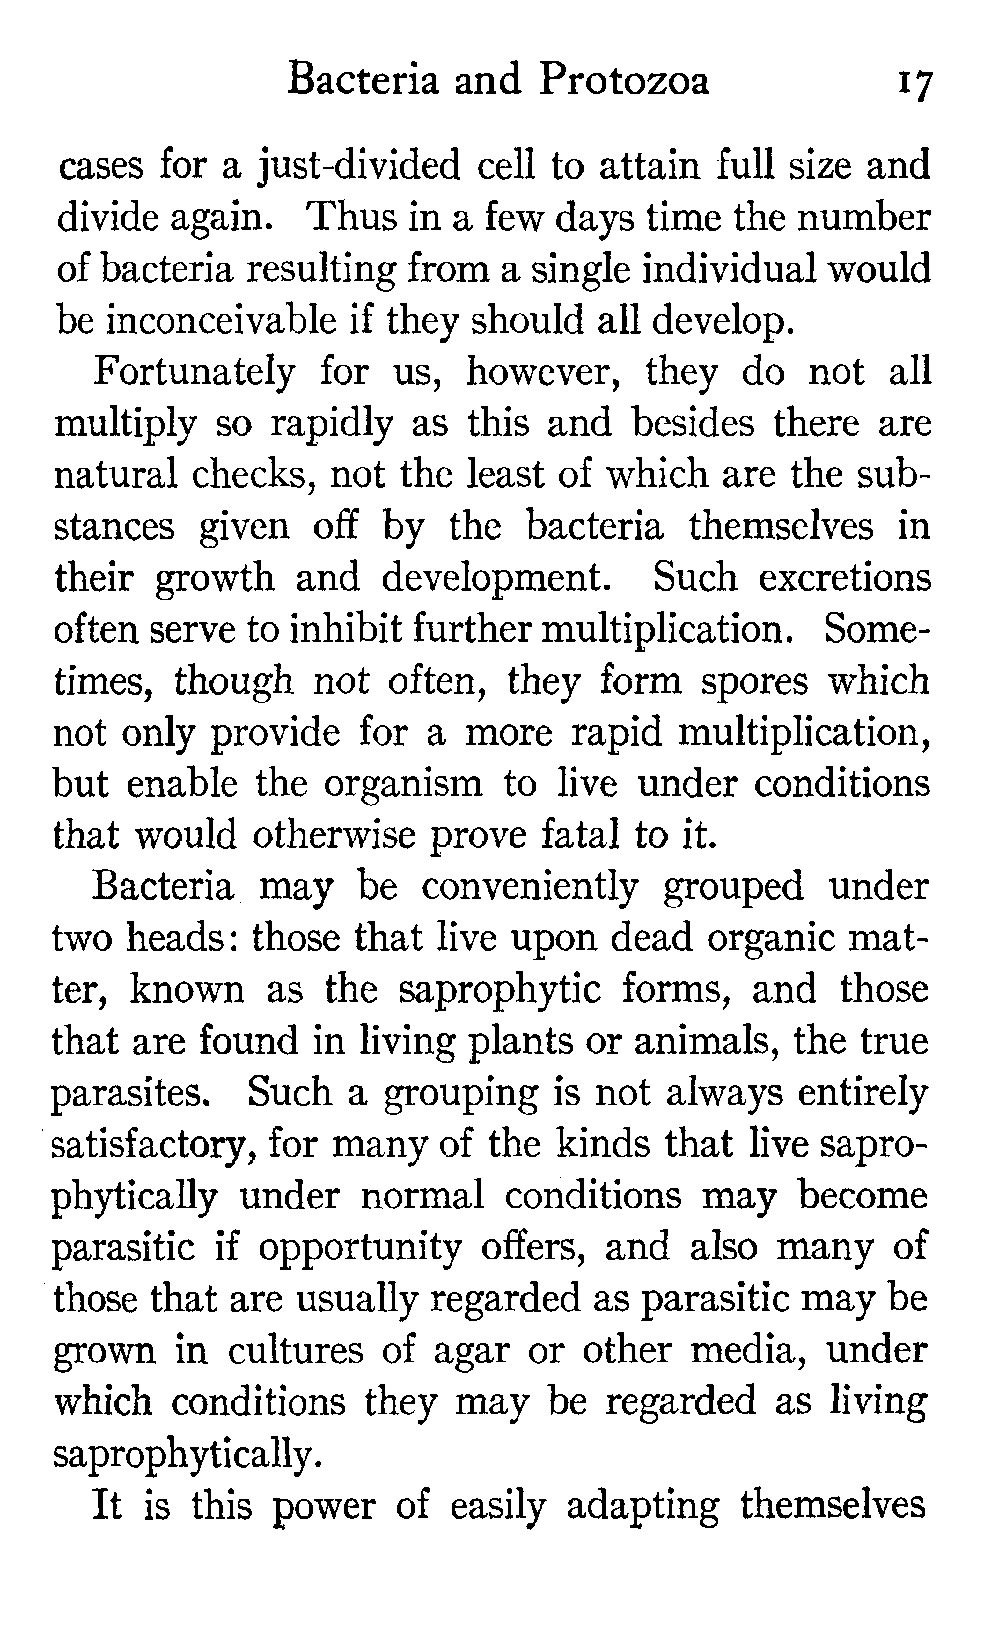 Bacteria and Protozoa 17
cases for a just-divided cell to attain full size and
divide again. Thus in a few days time the number
of bacteria resulting from a single individual would
be inconceivable if they should all develop.
Fortunately for us, however, they do not all
multiply so rapidly as this and besides there are
natural checks, not the least of which are the sub-
stances given off by the bacteria themselves in
their growth and development. Such excretions
often serve to inhibit further multiplication. Some-
times, though not often, they form spores which
not only provide for a more rapid multiplication,
but enable the organism to live under conditions
that would otherwise prove fatal to it.
Bacteria may be conveniently grouped under
two heads: those that live upon dead organic mat-
ter, known as the saprophytic forms, and those
that are found in living plants or animals, the true
parasites. Such a grouping is not always entirely
satisfactory, for many of the kinds that live sapro-
phytically under normal conditions may become
parasitic if opportunity offers, and also many of
those that are usually regarded as parasitic may be
grown in cultures of agar or other media, under
which conditions they may be regarded as living
saprophytically.
It is this power of easily adapting themselves